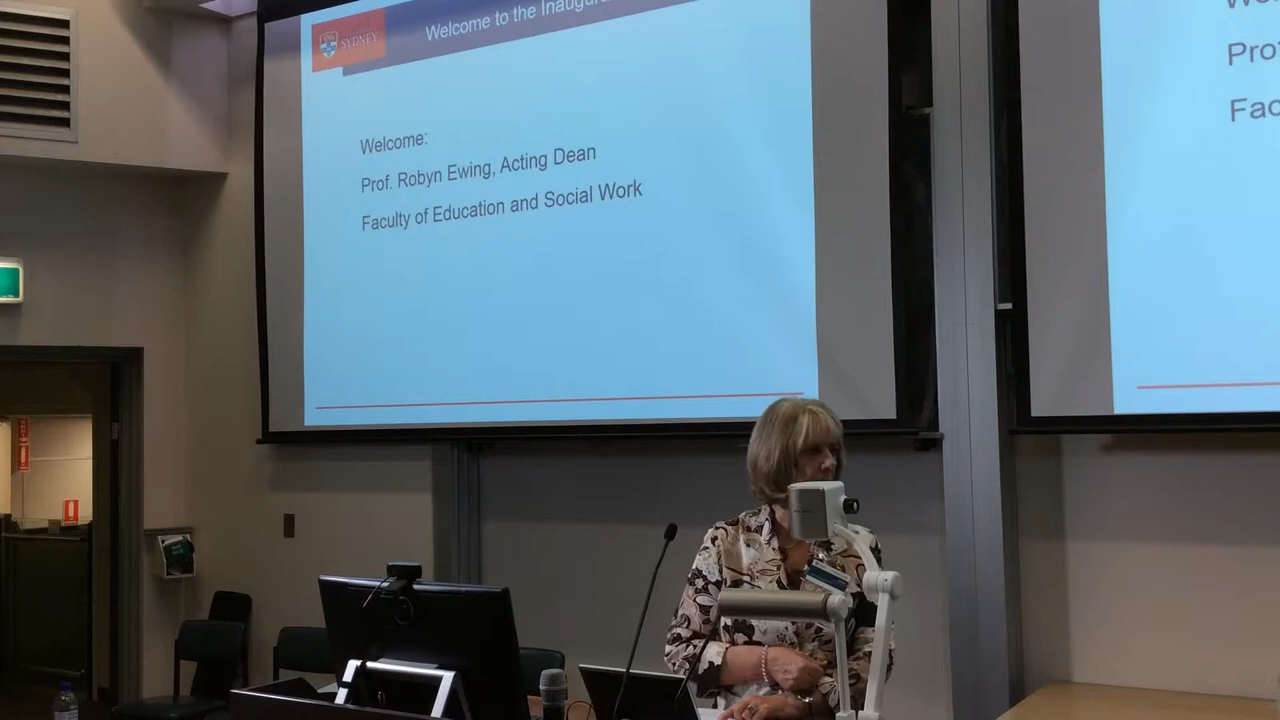 SYDNEY
Welcome to the Inaugura
Welcome:
Prof. Robyn Ewing, Acting Dean
Faculty of Education and Social Work
Prof
Fac